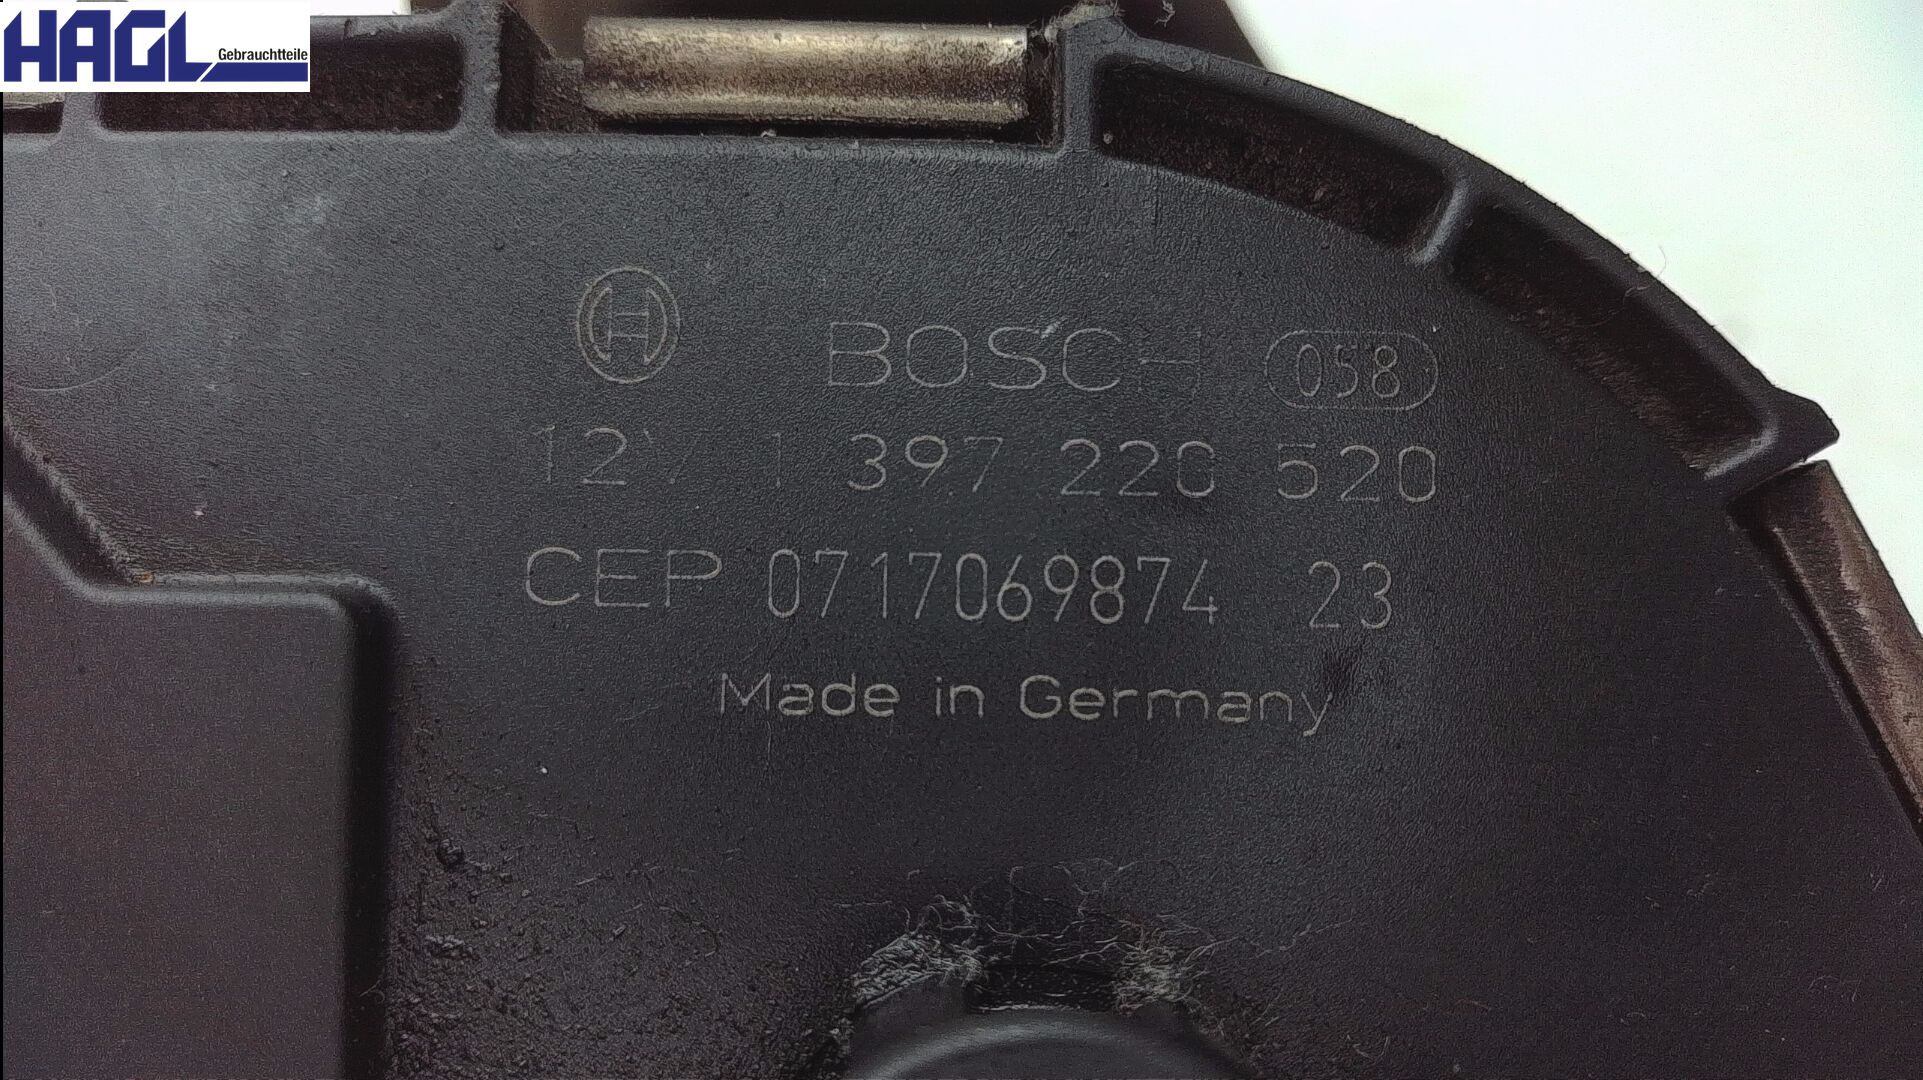 HAGL Gebrauchtteile
BOSCH 058
12V 1 397 220 520
CEP 0717069874 23
Made in Germany